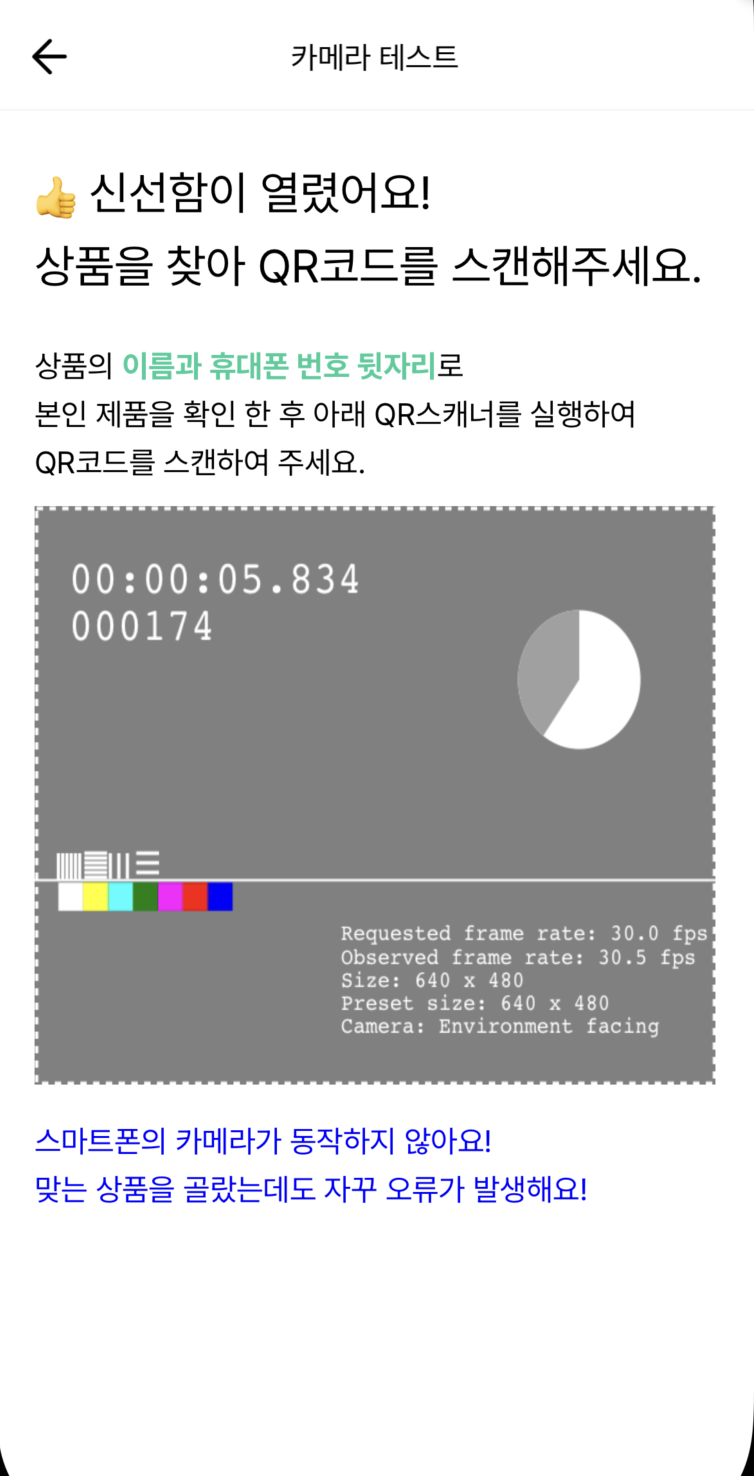 카메라 테스트
👍 신선함이 열렸어요!
상품을 찾아 QR코드를 스캔해주세요.
상품의 이름과 휴대폰 번호 뒷자리로
본인 제품을 확인 한 후 아래 QR스캐너를 실행하여
QR코드를 스캔하여 주세요.
00:00:05.834
000174
Requested frame rate: 30.0 fps
Observed frame rate: 30.5 fps
Size: 640 x 480
Preset size: 640 x 480
Camera: Environment facing
스마트폰의 카메라가 동작하지 않아요!
맞는 상품을 골랐는데도 자꾸 오류가 발생해요!